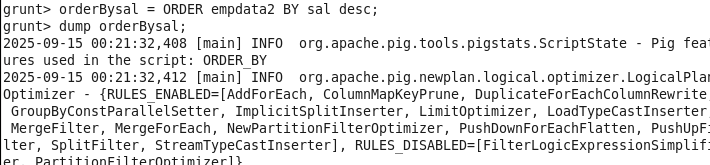 grunt> orderBysal = ORDER empdata2 BY sal desc;
grunt> dump orderBysal;
2025-09-15 00:21:32,408 [main] INFO  org.apache.pig.tools.pigstats.ScriptState - Pig feat
ures used in the script: ORDER_BY
2025-09-15 00:21:32,412 [main] INFO  org.apache.pig.newplan.logical.optimizer.LogicalPlan
Optimizer - {RULES_ENABLED=[AddForEach, ColumnMapKeyPrune, DuplicateForEachColumnRewrite,
 GroupByConstParallelSetter, ImplicitSplitInserter, LimitOptimizer, LoadTypeCastInserter,
 MergeFilter, MergeForEach, NewPartitionFilterOptimizer, PushDownForEachFlatten, PushUpFi
lter, SplitFilter, StreamTypeCastInserter], RULES_DISABLED=[FilterLogicExpressionSimplifi
er, PartitionFilterOptimizer]}